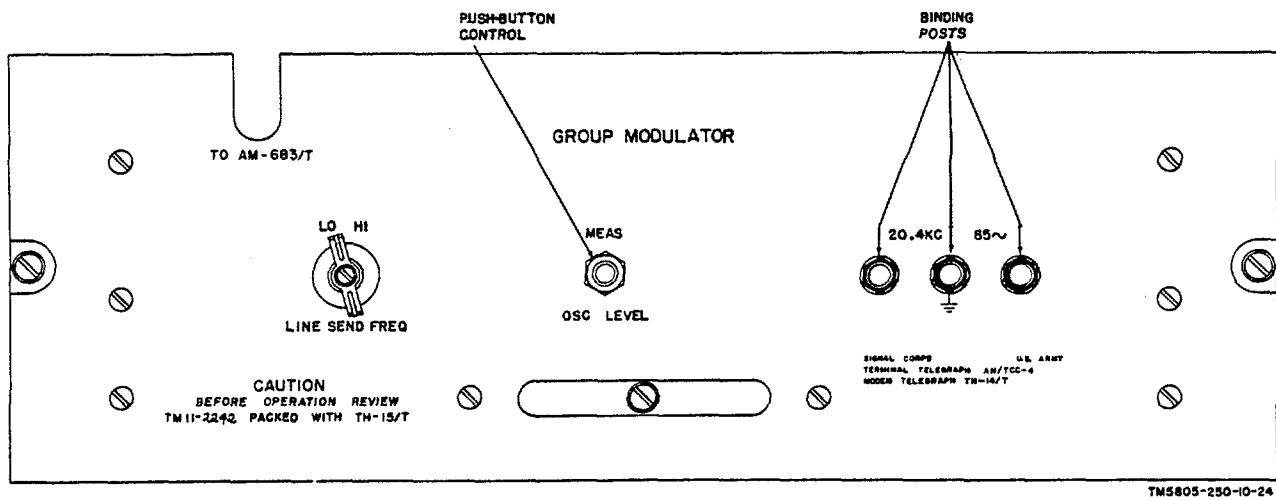 PUSH-BUTTON
CONTROL
BINDING
POSTS
TO AM-683/T
GROUP MODULATOR
LO HI
MEAS
20.4KC 85~
LINE SEND FREQ
OSC LEVEL
SIGNAL CORPS U.S. ARMY
TERMINAL TELEGRAPH AN/TCC-4
MODEM TELEGRAPH TH-14/T
CAUTION
BEFORE OPERATION REVIEW
TM 11-2242 PACKED WITH TH-15/T
TM5805-250-10-24